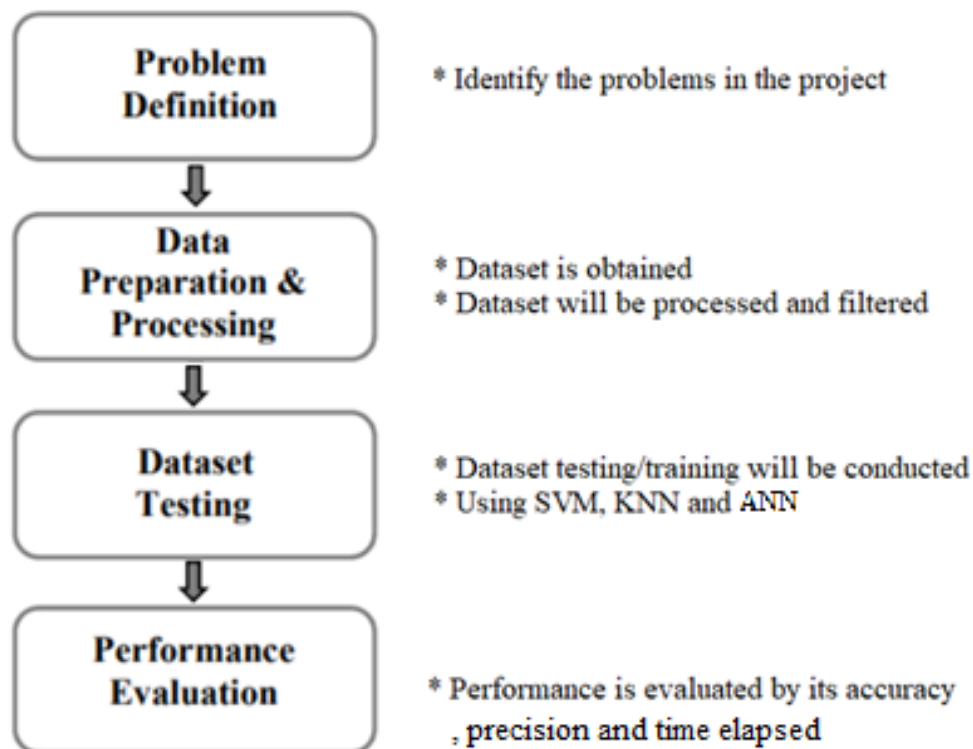 Problem
Definition
* Identify the problems in the project
Data
Preparation &
Processing
* Dataset is obtained
* Dataset will be processed and filtered
Dataset
Testing
* Dataset testing/training will be conducted
* Using SVM, KNN and ANN
Performance
Evaluation
* Performance is evaluated by its accuracy
, precision and time elapsed